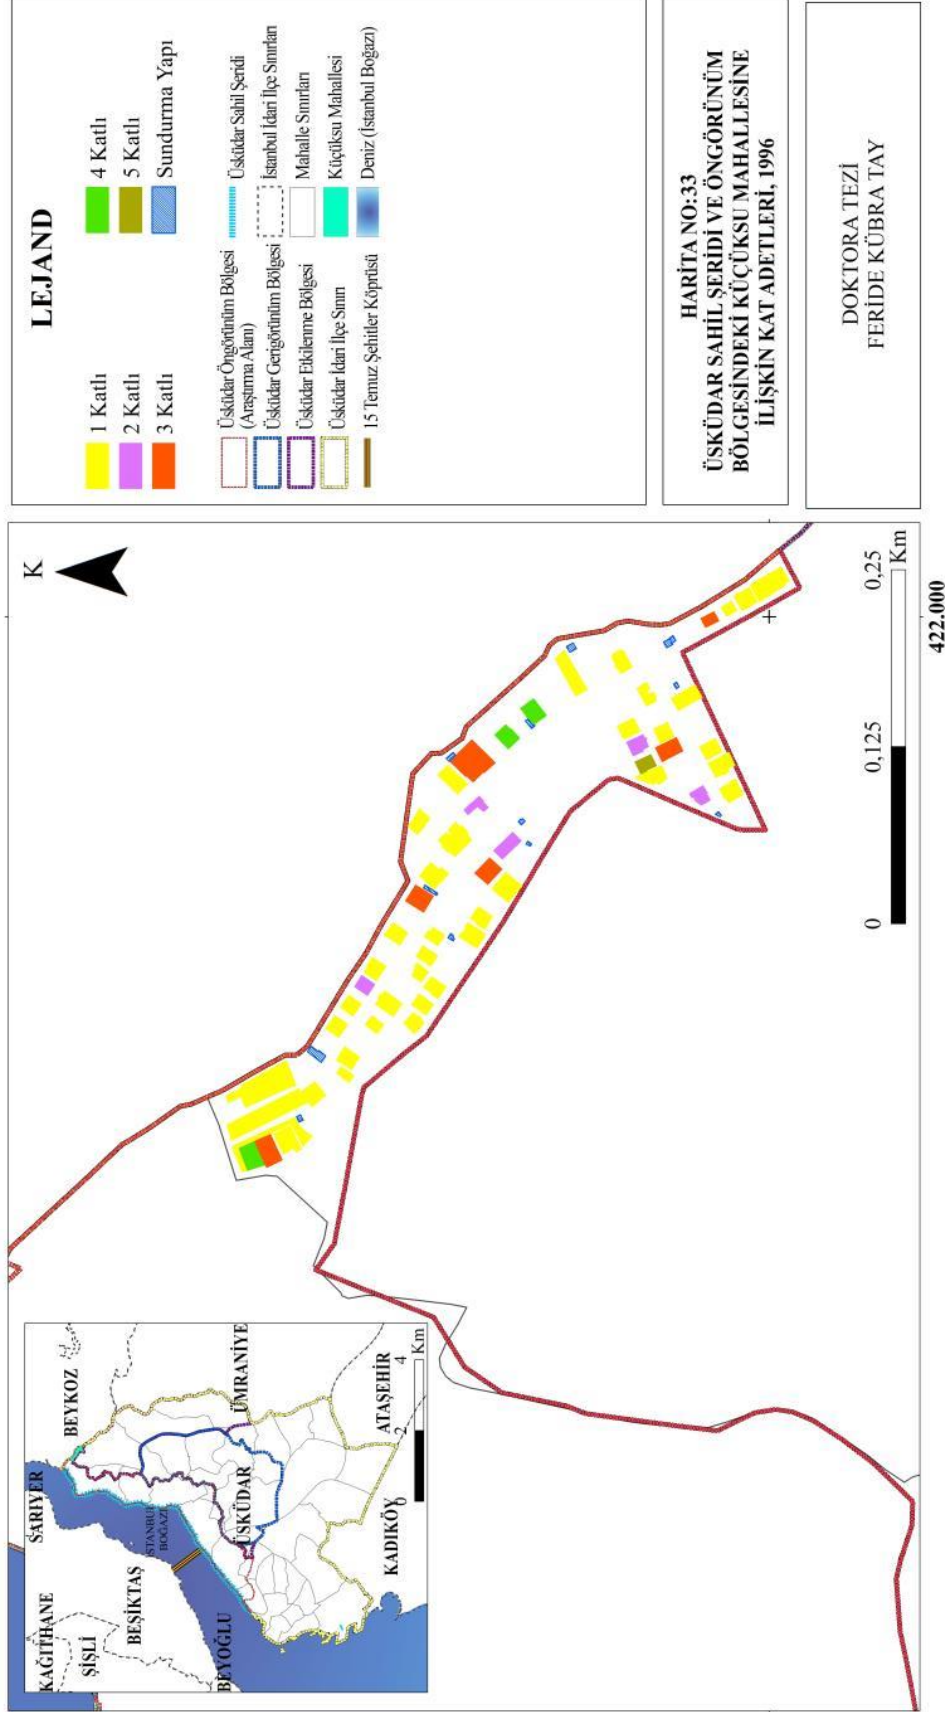 KAĞITHANE
ŞİŞLİ
BEŞİKTAŞ
BEYOĞLU
SARIYER
İSTANBUL
BOĞAZI
BEYKOZ
ÜSKÜDAR
ÜMRANİYE
KADIKÖY
ATAŞEHİR
0
2
4
Km
K
0
0,125
0,25
Km
422.000
LEJAND
1 Katlı
2 Katlı
3 Katlı
4 Katlı
5 Katlı
Sundurma Yapı
Üsküdar Öngörünüm Bölgesi
(Araştırma Alanı)
Üsküdar Gerigörünüm Bölgesi
Üsküdar Etkilenme Bölgesi
Üsküdar İdari İlçe Sınırı
15 Temuz Şehitler Köprüsü
Üsküdar Sahil Şeridi
İstanbul İdari İlçe Sınırları
Mahalle Sınırları
Küçüksu Mahallesi
Deniz (İstanbul Boğazı)
HARİTA NO:33
ÜSKÜDAR SAHİL ŞERİDİ VE ÖNGÖRÜNÜM
BÖLGESİNDEKİ KÜÇÜKSU MAHALLESİNE
İLİŞKİN KAT ADETLERİ, 1996
DOKTORA TEZİ
FERİDE KÜBRA TAY